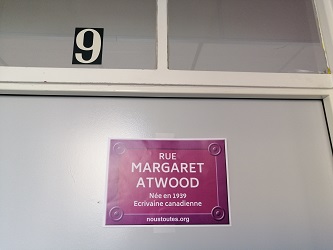 9
RUE
MARGARET
ATWOOD
Née en 1939
Ecrivaine canadienne
noustoutes.org